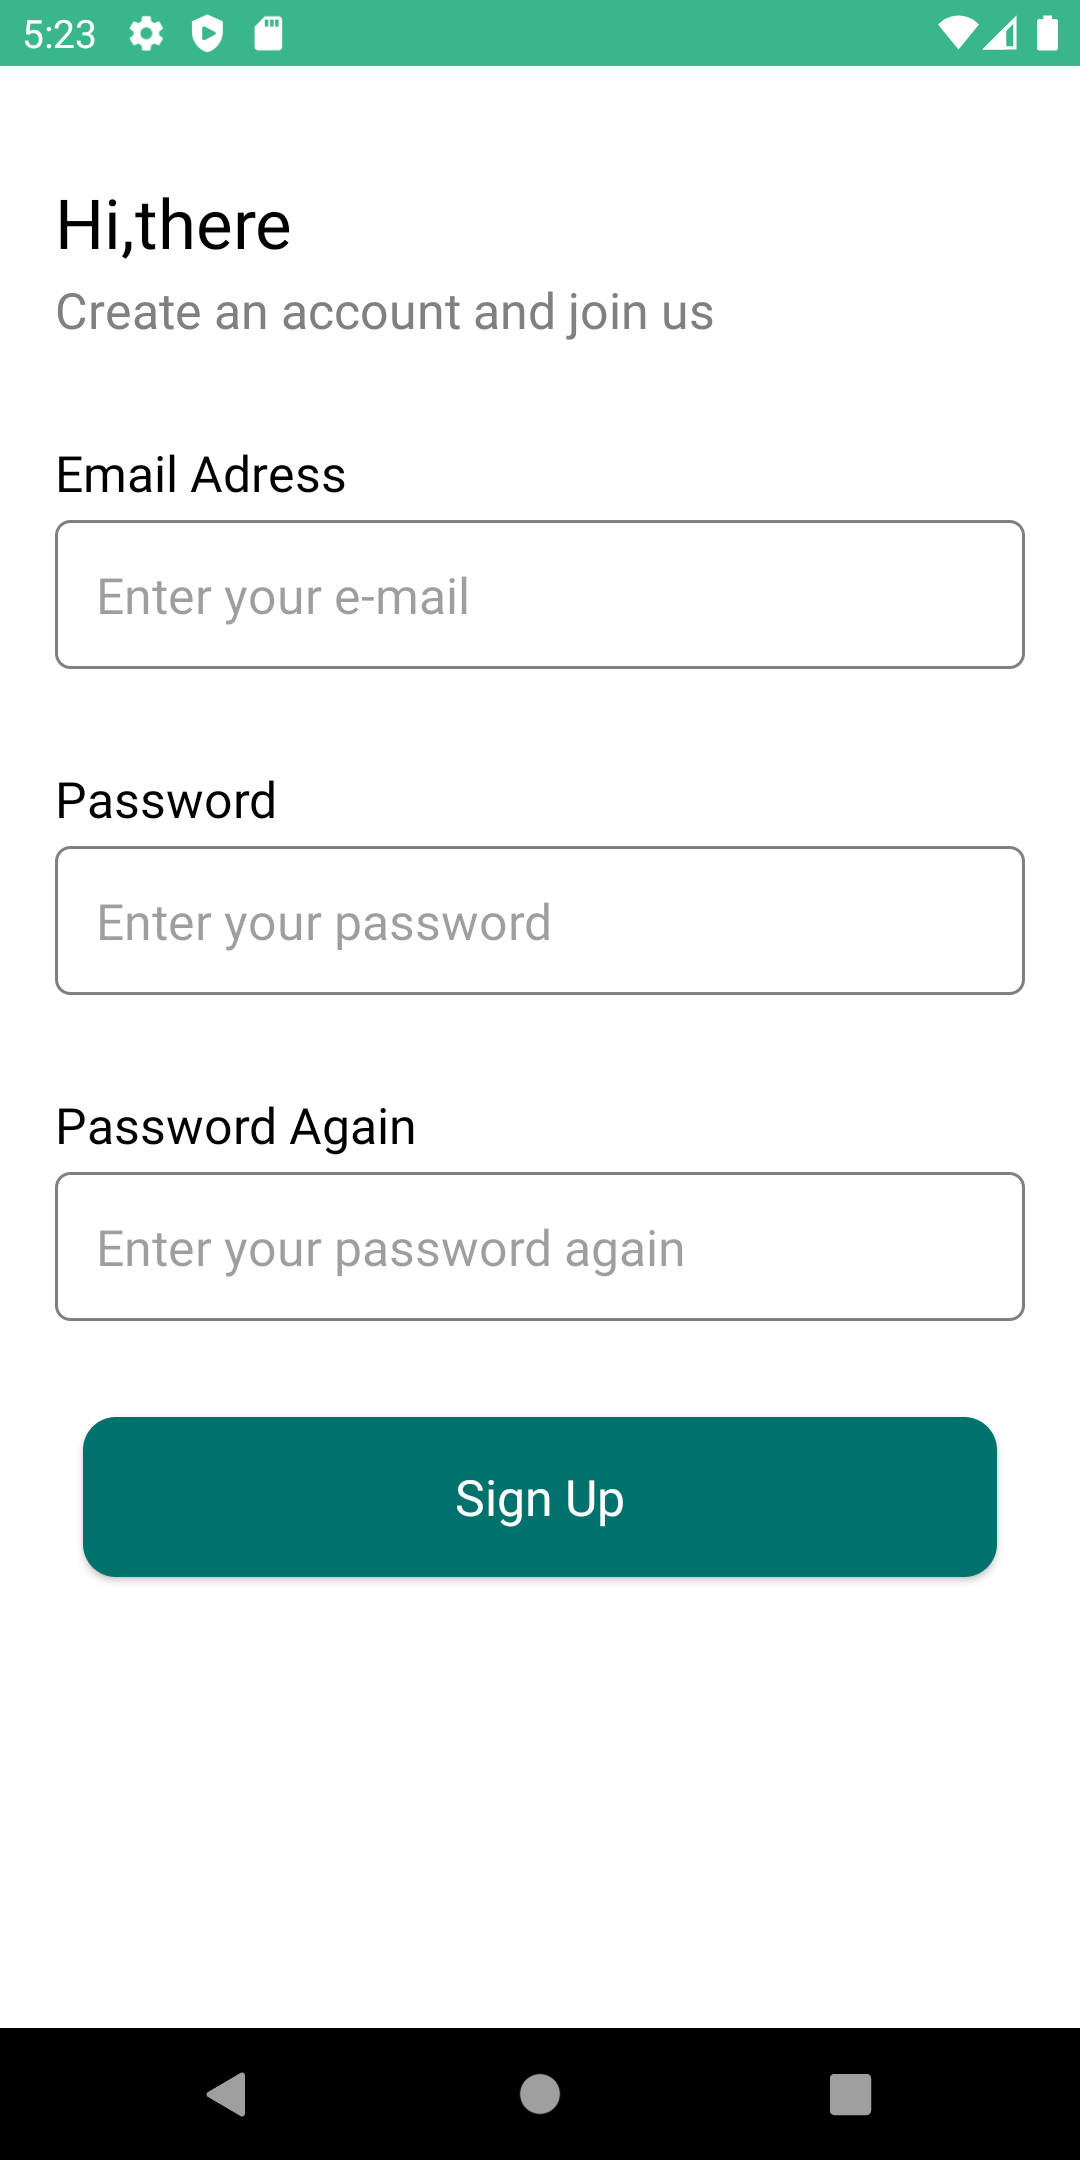 5:23
Hi,there
Create an account and join us
Email Adress
Enter your e-mail
Password
Enter your password
Password Again
Enter your password again
Sign Up